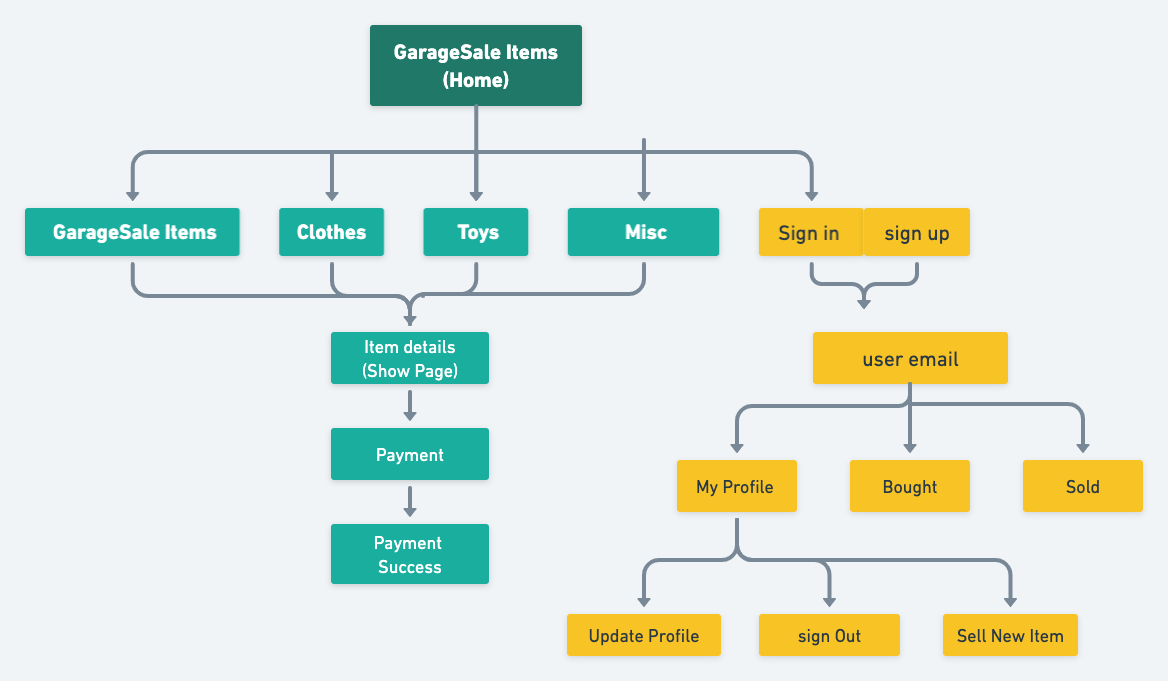 GarageSale Items
(Home)
GarageSale Items
Clothes
Toys
Misc
Sign in
sign up
Item details
(Show Page)
user email
Payment
My Profile
Bought
Sold
Payment
Success
Update Profile
sign Out
Sell New Item